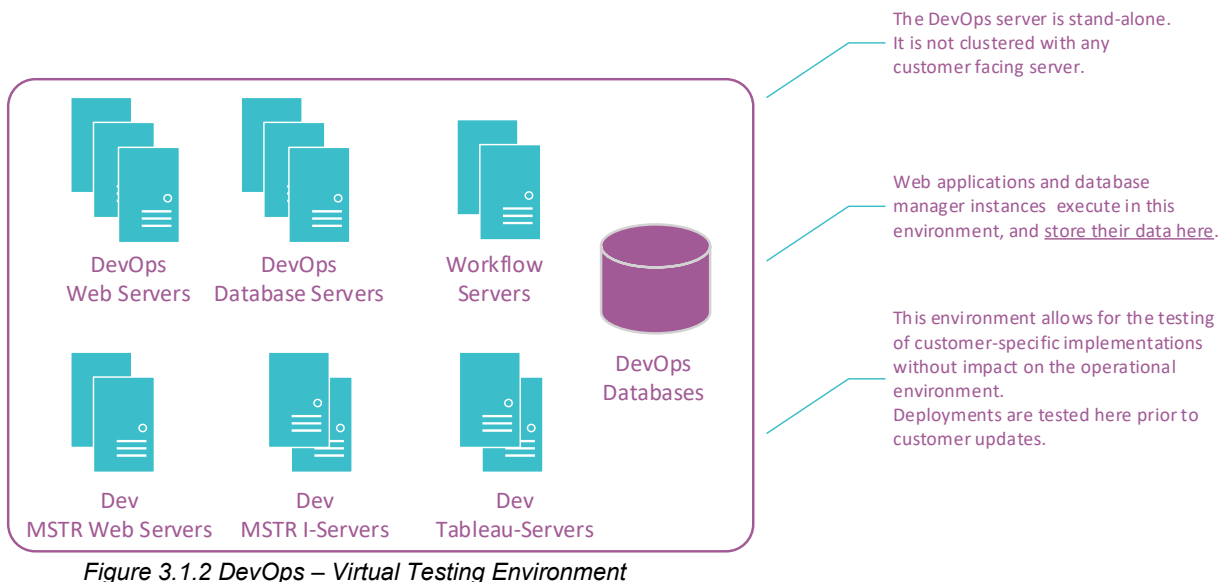 The DevOps server is stand-alone.
It is not clustered with any
customer facing server.
DevOps
Web Servers
DevOps
Database Servers
Workflow
Servers
DevOps
Databases
Web applications and database
manager instances execute in this
environment, and store their data here.
This environment allows for the testing
of customer-specific implementations
without impact on the operational
environment.
Deployments are tested here prior to
customer updates.
Dev
MSTR Web Servers
Dev
MSTR I-Servers
Dev
Tableau-Servers
Figure 3.1.2 DevOps – Virtual Testing Environment